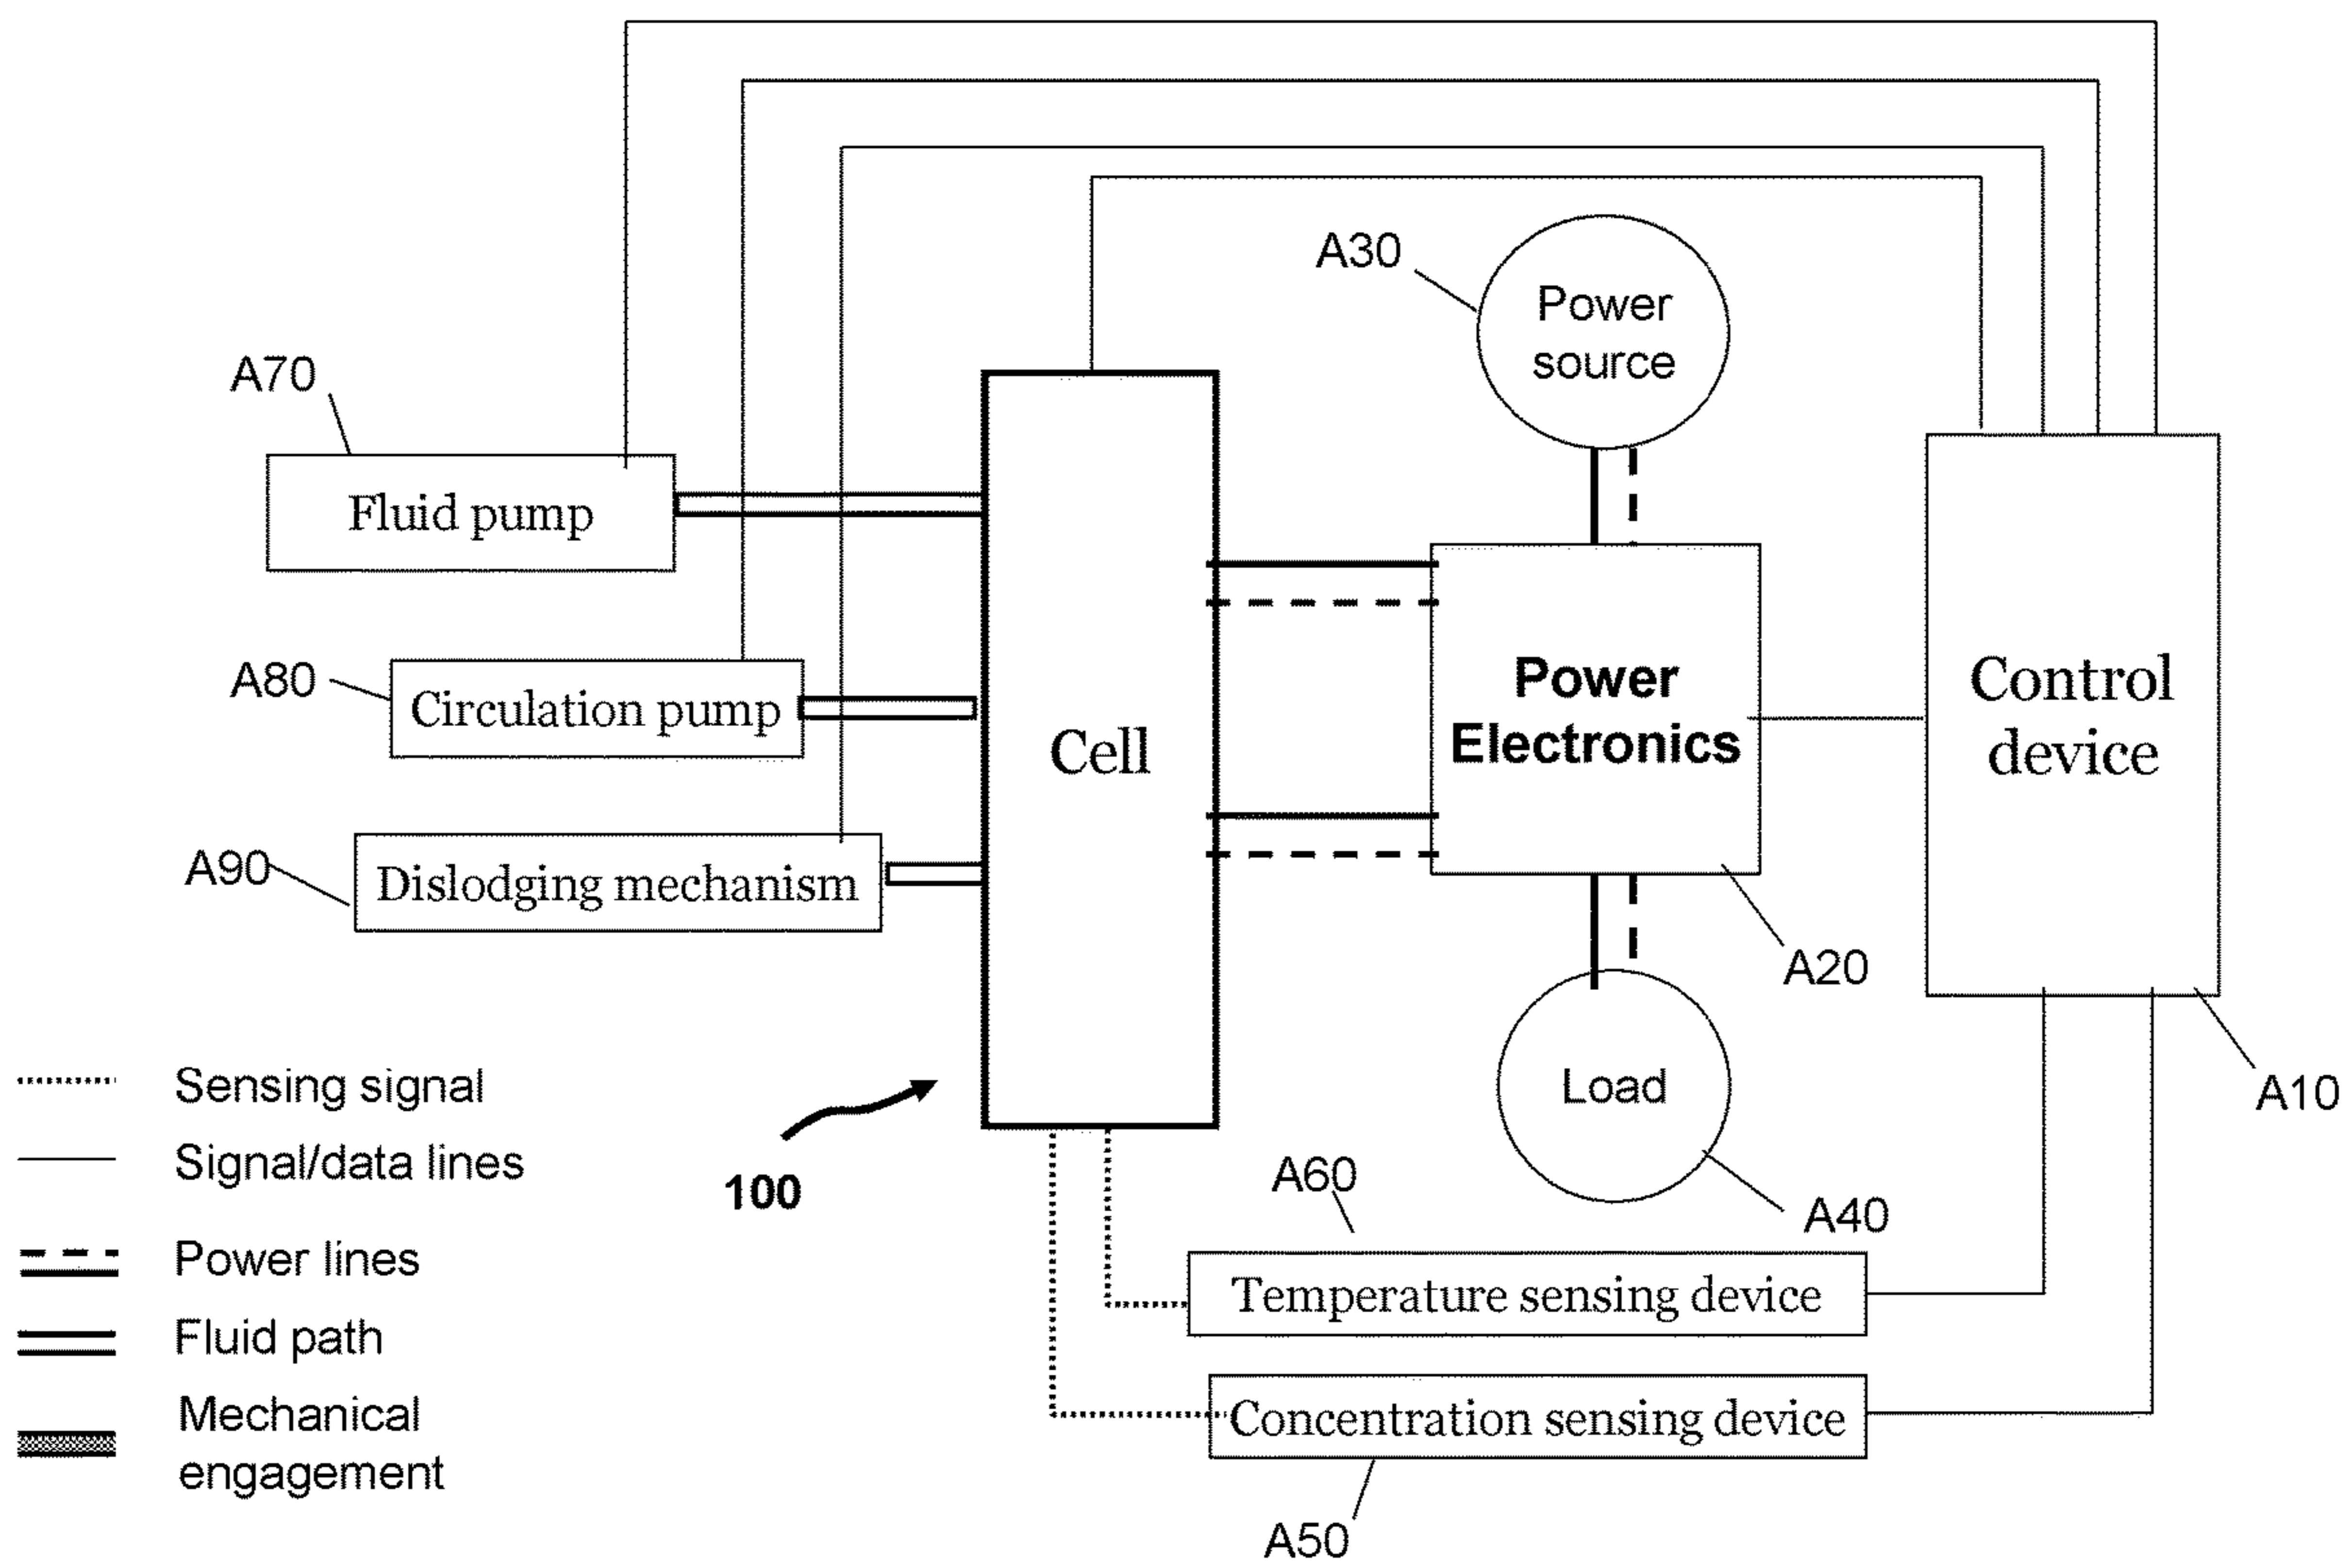 A30
Power
source
A70
Fluid pump
A80
Circulation pump
Power
Electronics
Control
device
Cell
A90
Dislodging mechanism
A20
Load
A10
Sensing signal
Signal/data lines
100
A60
A40
Power lines
Temperature sensing device
Fluid path
Mechanical
engagement
Concentration sensing device
A50